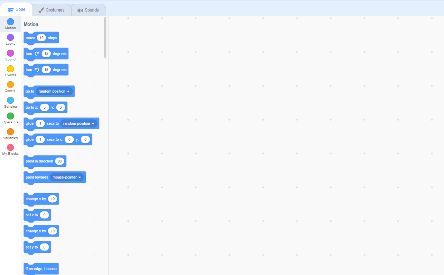 Code
Costumes
Sounds
Motion
Motion
move 10 steps
Looks
turn 15 degrees
Sound
turn 15 degrees
Events
Control
go to random position
Sensing
go to x: 0 y: 0
Operators
glide 1 secs to random position
Variables
glide 1 secs to x: 0 y: 0
My Blocks
point in direction 90
point towards mouse-pointer
change x by 10
set x to 0
change y by 10
set y to 0
if on edge, bounce